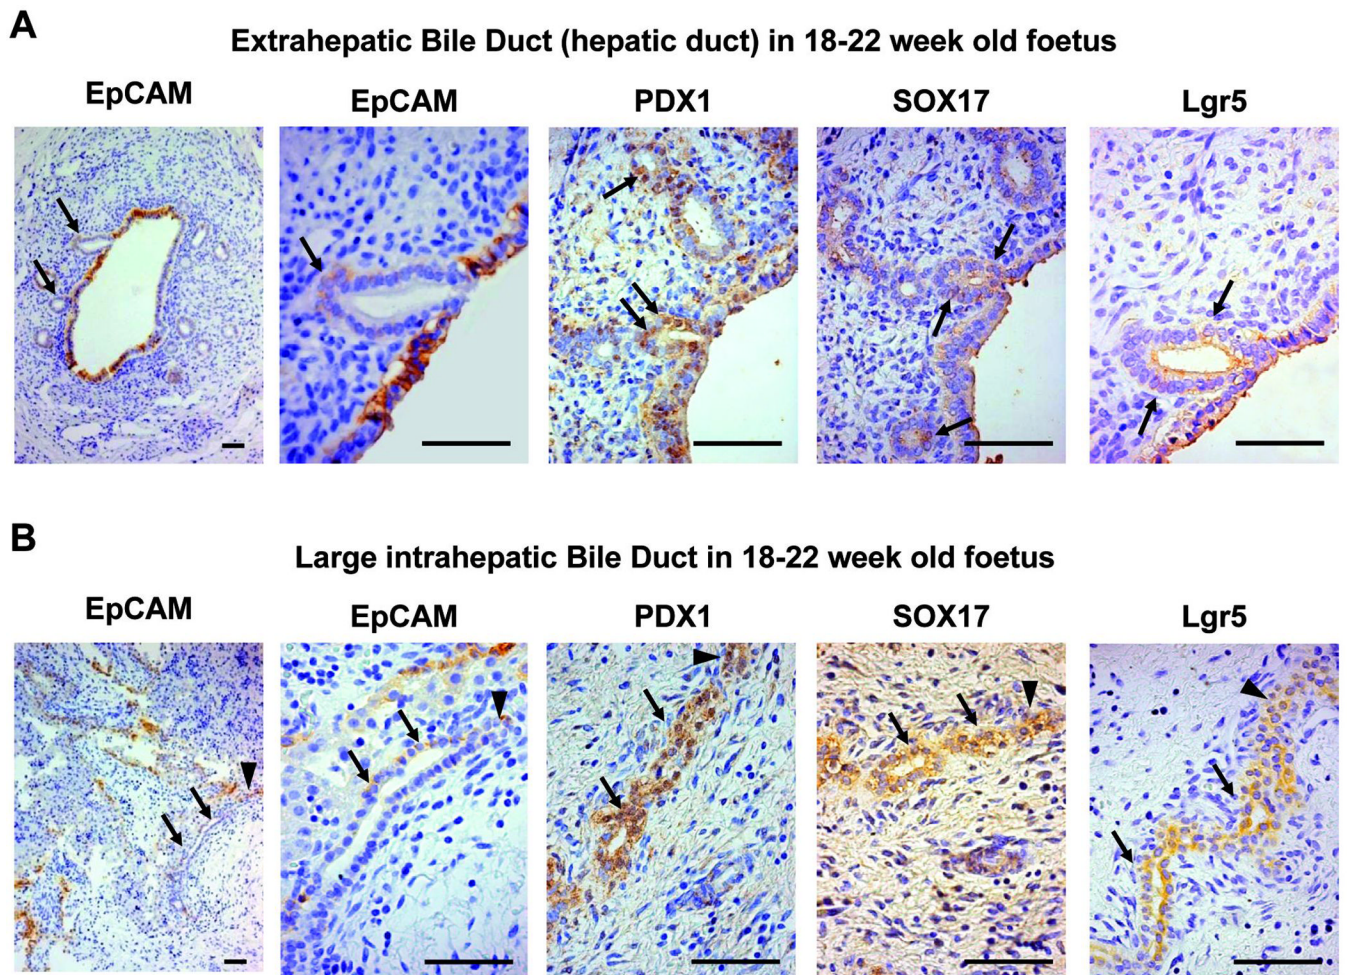 A
Extrahepatic Bile Duct (hepatic duct) in 18-22 week old foetus
EpCAM
EpCAM
PDX1
SOX17
Lgr5
B
Large intrahepatic Bile Duct in 18-22 week old foetus
EpCAM
EpCAM
PDX1
SOX17
Lgr5